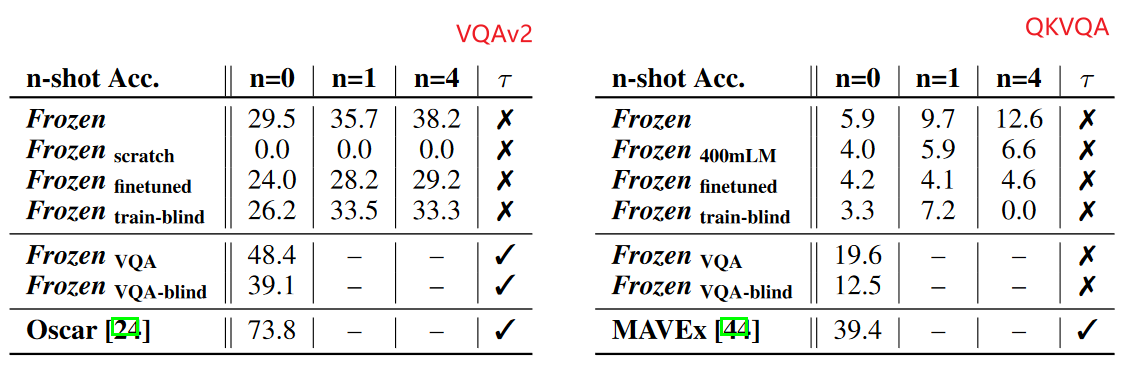 VQAv2
n-shot Acc. n=0 n=1 n=4 τ
Frozen 29.5 35.7 38.2 ✗
Frozen scratch 0.0 0.0 0.0 ✗
Frozen finetuned 24.0 28.2 29.2 ✗
Frozen train-blind 26.2 33.5 33.3 ✗
Frozen VQA 48.4 – – ✓
Frozen VQA-blind 39.1 – – ✓
Oscar [24] 73.8 – – ✓
QKVQA
n-shot Acc. n=0 n=1 n=4 τ
Frozen 5.9 9.7 12.6 ✗
Frozen 400mLM 4.0 5.9 6.6 ✗
Frozen finetuned 4.2 4.1 4.6 ✗
Frozen train-blind 3.3 7.2 0.0 ✗
Frozen VQA 19.6 – – ✗
Frozen VQA-blind 12.5 – – ✗
MAVEx [44] 39.4 – – ✓